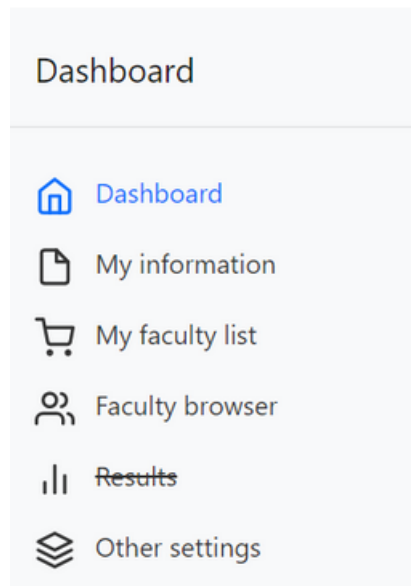 Dashboard
Dashboard
My information
My faculty list
Faculty browser
Results
Other settings